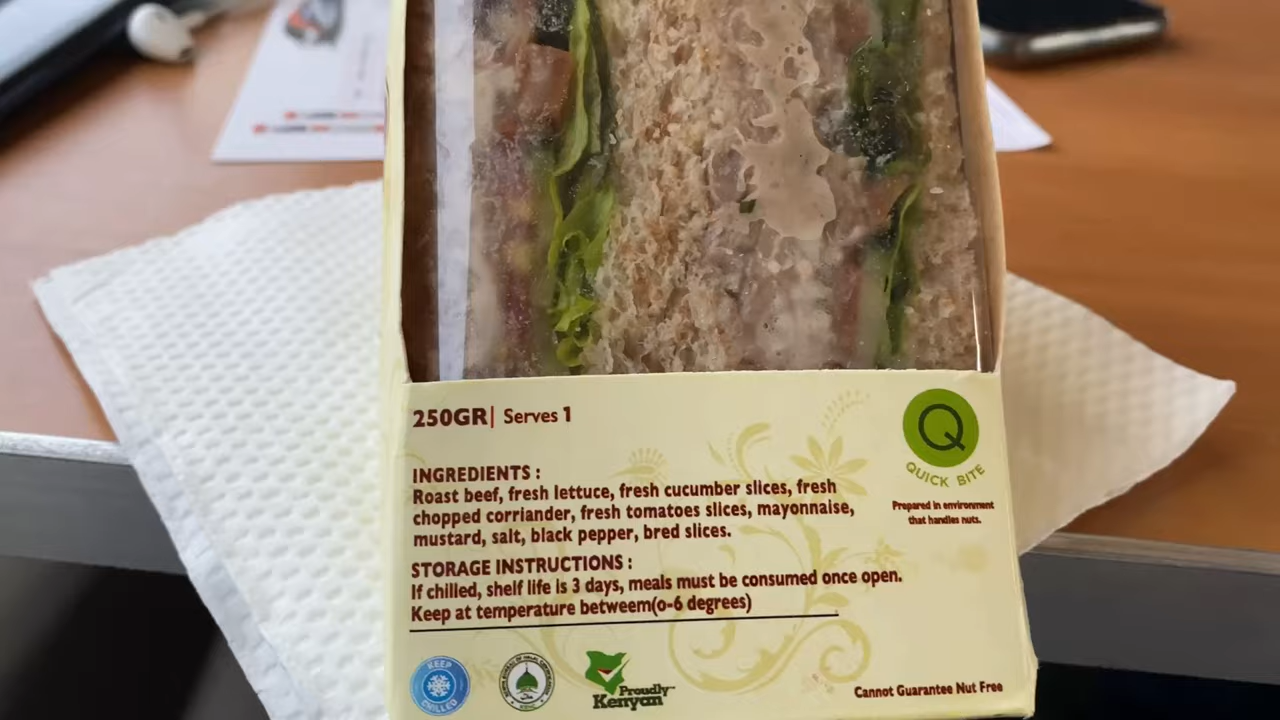 250GR| Serves 1
Q
QUICK BITE
INGREDIENTS :
Roast beef, fresh lettuce, fresh cucumber slices, fresh
chopped corriander, fresh tomatoes slices, mayonnaise,
mustard, salt, black pepper, bred slices.
Prepared in environment
that handles nuts.
STORAGE INSTRUCTIONS :
If chilled, shelf life is 3 days, meals must be consumed once open.
Keep at temperature betweem(0-6 degrees)
KEEP
CHILLED
Proudly
Kenyan
Cannot Guarantee Nut Free